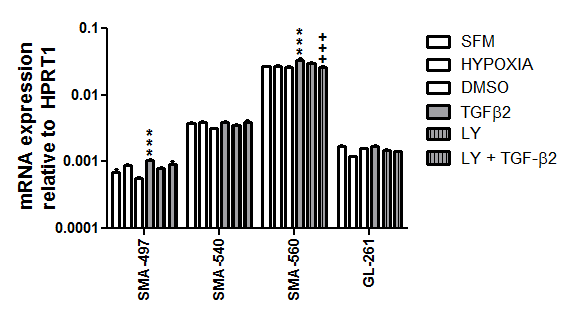 mRNA expression
relative to HPRT1
0.1
0.01
0.001
0.0001
***
***
+++
SMA-497
SMA-540
SMA-560
GL-261
SFM
HYPOXIA
DMSO
TGFβ2
LY
LY + TGF-β2